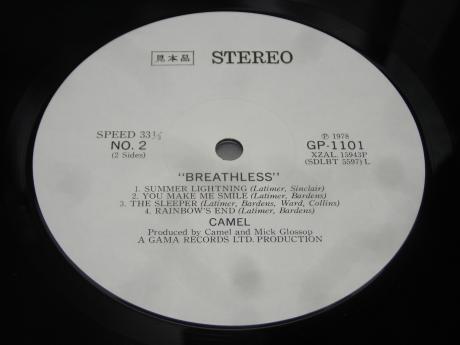 見本品 STEREO
SPEED 33⅓
NO. 2
(2 Sides)
℗ 1978
GP-1101
XZAL. 15943P
(SDLBT 5597) L
"BREATHLESS"
1. SUMMER LIGHTNING (Latimer, Sinclair)
2. YOU MAKE ME SMILE (Latimer, Bardens)
3. THE SLEEPER (Latimer, Bardens, Ward, Collins)
4. RAINBOW'S END (Latimer, Bardens)
CAMEL
Produced by Camel and Mick Glossop
A GAMA RECORDS LTD. PRODUCTION